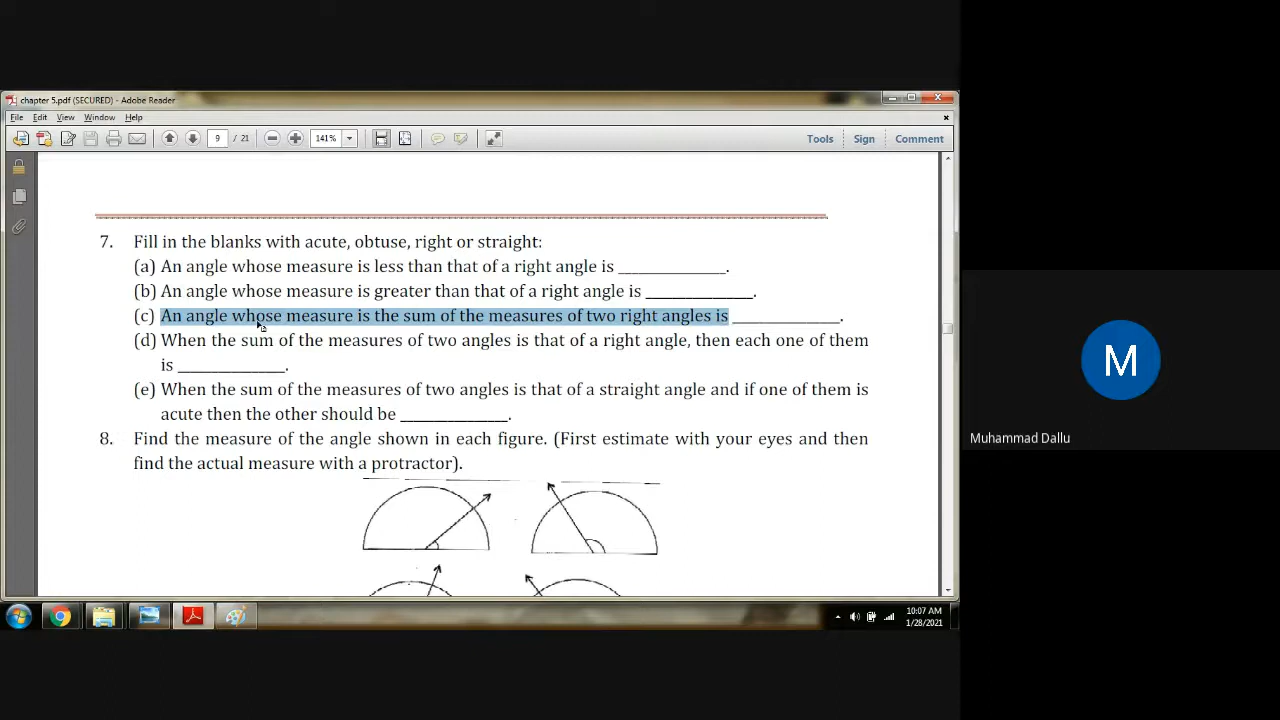 chapter 5.pdf (SECURED) - Adobe Reader
File Edit View Window Help
9 / 21 141% Tools Sign Comment
7. Fill in the blanks with acute, obtuse, right or straight:
(a) An angle whose measure is less than that of a right angle is ______________.
(b) An angle whose measure is greater than that of a right angle is ______________.
(c) An angle whose measure is the sum of the measures of two right angles is ______________.
(d) When the sum of the measures of two angles is that of a right angle, then each one of them
is ______________.
(e) When the sum of the measures of two angles is that of a straight angle and if one of them is
acute then the other should be ______________.
8. Find the measure of the angle shown in each figure. (First estimate with your eyes and then
find the actual measure with a protractor).
M
Muhammad Dallu
10:07 AM
1/28/2021